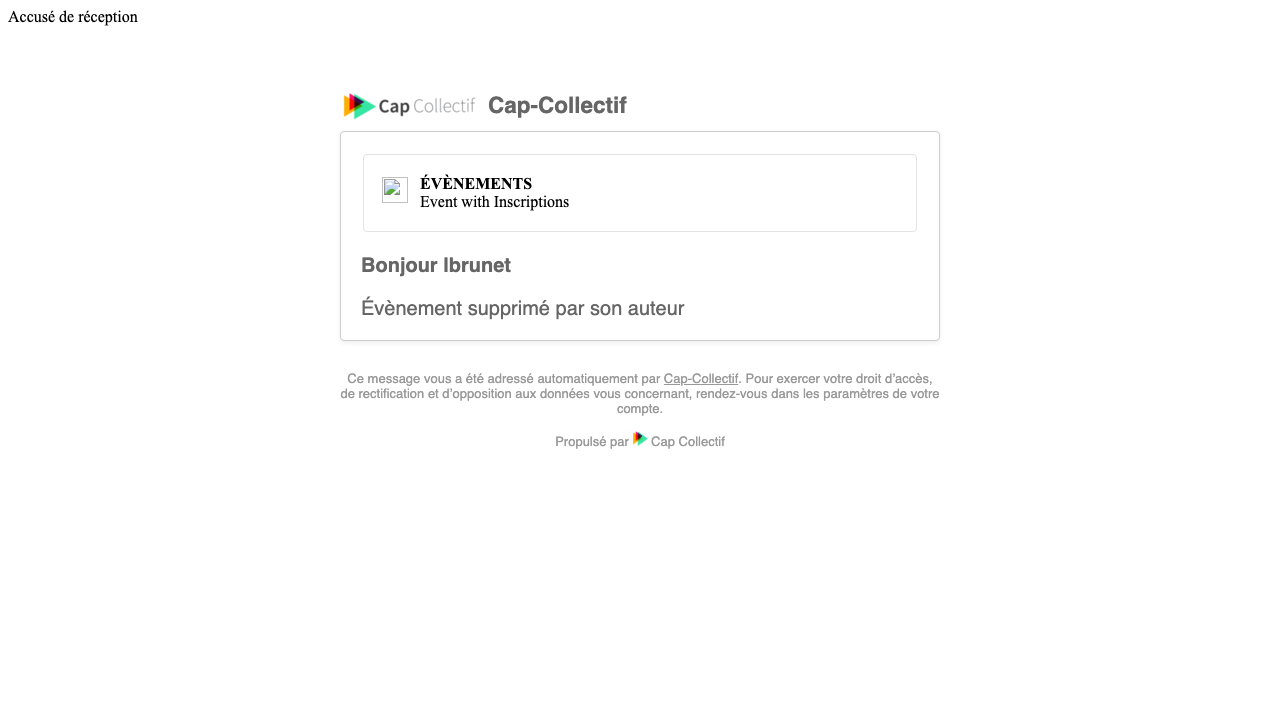 Accusé de réception
Cap Collectif Cap-Collectif
ÉVÈNEMENTS
Event with Inscriptions
Bonjour lbrunet
Évènement supprimé par son auteur
Ce message vous a été adressé automatiquement par Cap-Collectif. Pour exercer votre droit d’accès,
de rectification et d’opposition aux données vous concernant, rendez-vous dans les paramètres de votre
compte.
Propulsé par Cap Collectif